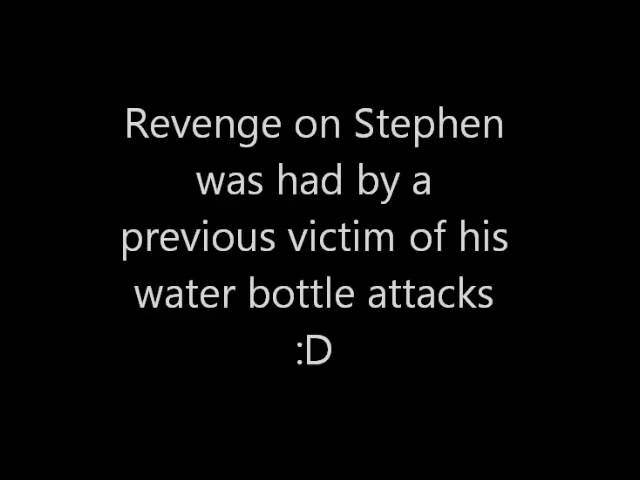 Revenge on Stephen
was had by a
previous victim of his
water bottle attacks
:D